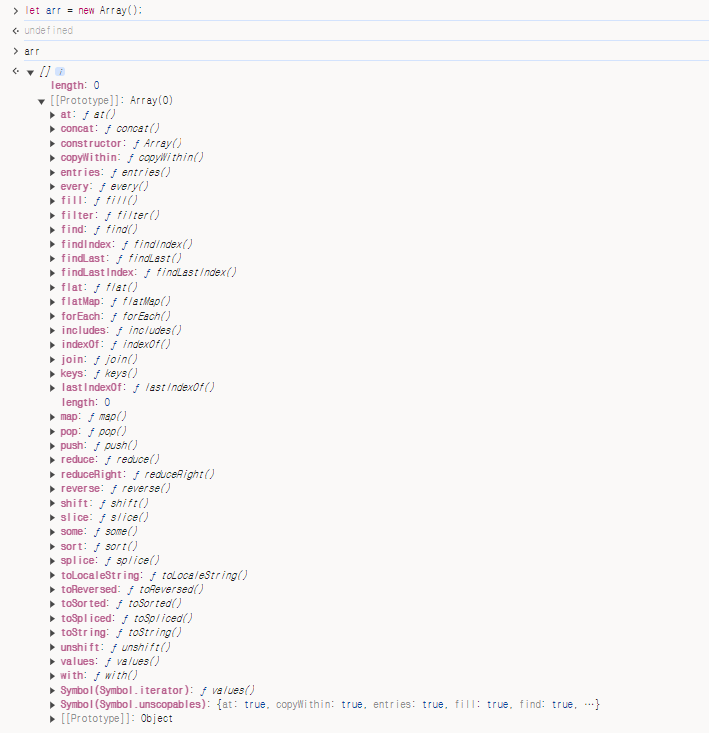 > let arr = new Array();
undefined
> arr
[] i
length: 0
[[Prototype]]: Array(0)
at: ƒ at()
concat: ƒ concat()
constructor: ƒ Array()
copyWithin: ƒ copyWithin()
entries: ƒ entries()
every: ƒ every()
fill: ƒ fill()
filter: ƒ filter()
find: ƒ find()
findIndex: ƒ findIndex()
findLast: ƒ findLast()
findLastIndex: ƒ findLastIndex()
flat: ƒ flat()
flatMap: ƒ flatMap()
forEach: ƒ forEach()
includes: ƒ includes()
indexOf: ƒ indexOf()
join: ƒ join()
keys: ƒ keys()
lastIndexOf: ƒ lastIndexOf()
length: 0
map: ƒ map()
pop: ƒ pop()
push: ƒ push()
reduce: ƒ reduce()
reduceRight: ƒ reduceRight()
reverse: ƒ reverse()
shift: ƒ shift()
slice: ƒ slice()
some: ƒ some()
sort: ƒ sort()
splice: ƒ splice()
toLocaleString: ƒ toLocaleString()
toReversed: ƒ toReversed()
toSorted: ƒ toSorted()
toSpliced: ƒ toSpliced()
toString: ƒ toString()
unshift: ƒ unshift()
values: ƒ values()
with: ƒ with()
Symbol(Symbol.iterator): ƒ values()
Symbol(Symbol.unscopables): {at: true, copyWithin: true, entries: true, fill: true, find: true, …}
[[Prototype]]: Object